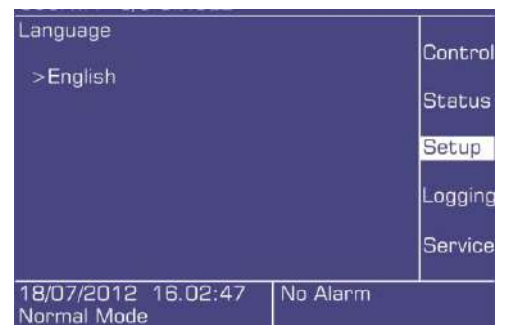 Language
>English
Control
Status
Setup
Logging
Service
18/07/2012 16.02:47
No Alarm
Normal Mode